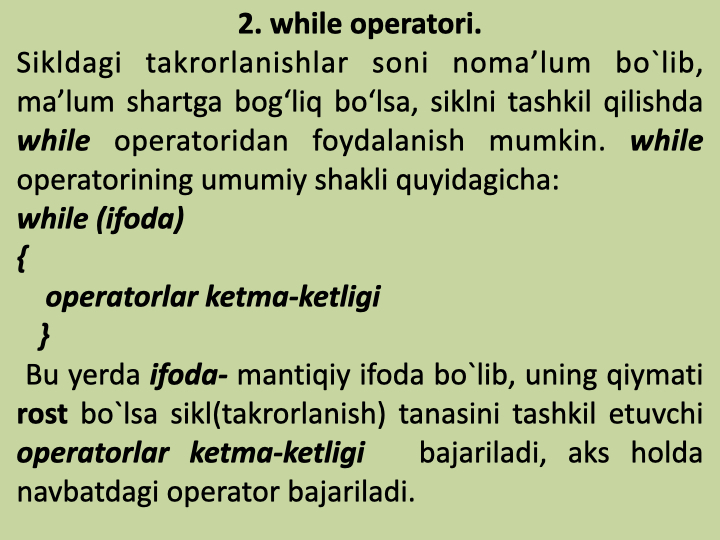 2. while operatori.
Sikldagi takrorlanishlar soni noma’lum bo`lib,
ma’lum shartga bog‘liq bo‘lsa, siklni tashkil qilishda
while operatoridan foydalanish mumkin. while
operatorining umumiy shakli quyidagicha:
while (ifoda)
{
operatorlar ketma-ketligi
}
Bu yerda ifoda- mantiqiy ifoda bo`lib, uning qiymati
rost bo`lsa sikl(takrorlanish) tanasini tashkil etuvchi
operatorlar ketma-ketligi bajariladi, aks holda
navbatdagi operator bajariladi.